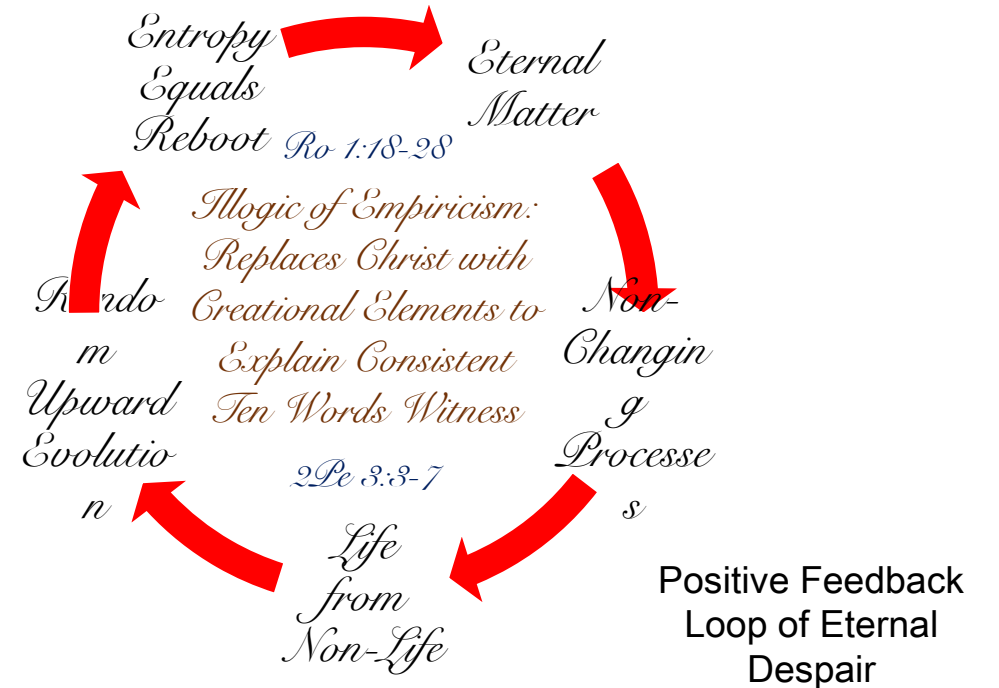 Entropy
Equals
Reboot
Eternal
Matter
Ro 1:18-28
Illogic of Empiricism:
Replaces Christ with
Creational Elements to
Explain Consistent
Ten Words Witness
2Pe 3:3-7
Non-
Changin
g
Processe
s
Life
from
Non-Life
Rando
m
Upward
Evolutio
n
Positive Feedback
Loop of Eternal
Despair